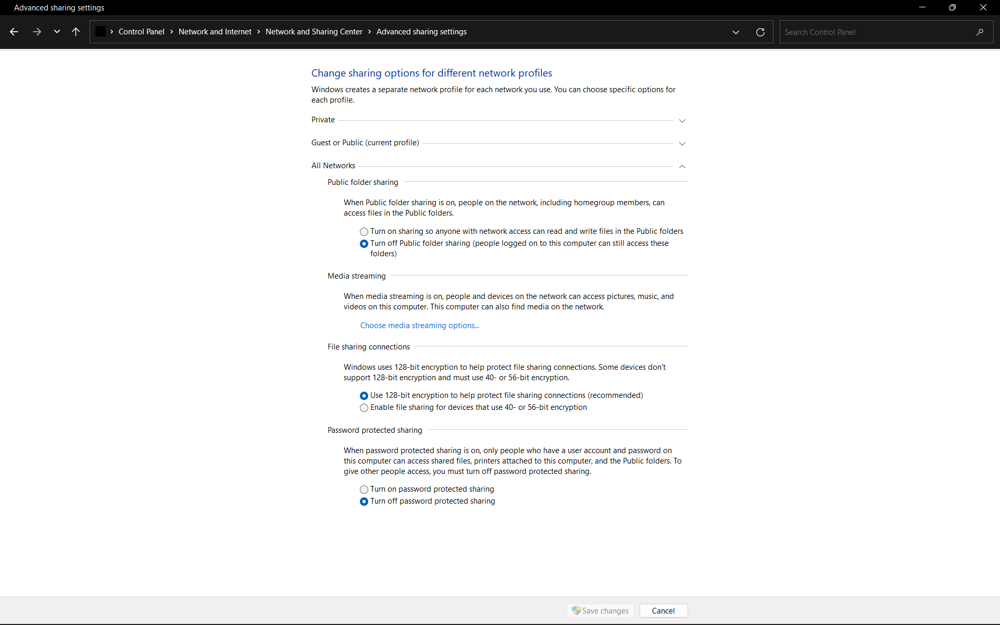 Advanced sharing settings
Control Panel Network and Internet Network and Sharing Center Advanced sharing settings
Search Control Panel
Change sharing options for different network profiles
Windows creates a separate network profile for each network you use. You can choose specific options for
each profile.
Private
Guest or Public (current profile)
All Networks
Public folder sharing
When Public folder sharing is on, people on the network, including homegroup members, can
access files in the Public folders.
Turn on sharing so anyone with network access can read and write files in the Public folders
Turn off Public folder sharing (people logged on to this computer can still access these
folders)
Media streaming
When media streaming is on, people and devices on the network can access pictures, music, and
videos on this computer. This computer can also find media on the network.
Choose media streaming options...
File sharing connections
Windows uses 128-bit encryption to help protect file sharing connections. Some devices don't
support 128-bit encryption and must use 40- or 56-bit encryption.
Use 128-bit encryption to help protect file sharing connections (recommended)
Enable file sharing for devices that use 40- or 56-bit encryption
Password protected sharing
When password protected sharing is on, only people who have a user account and password on
this computer can access shared files, printers attached to this computer, and the Public folders. To
give other people access, you must turn off password protected sharing.
Turn on password protected sharing
Turn off password protected sharing
Save changes Cancel